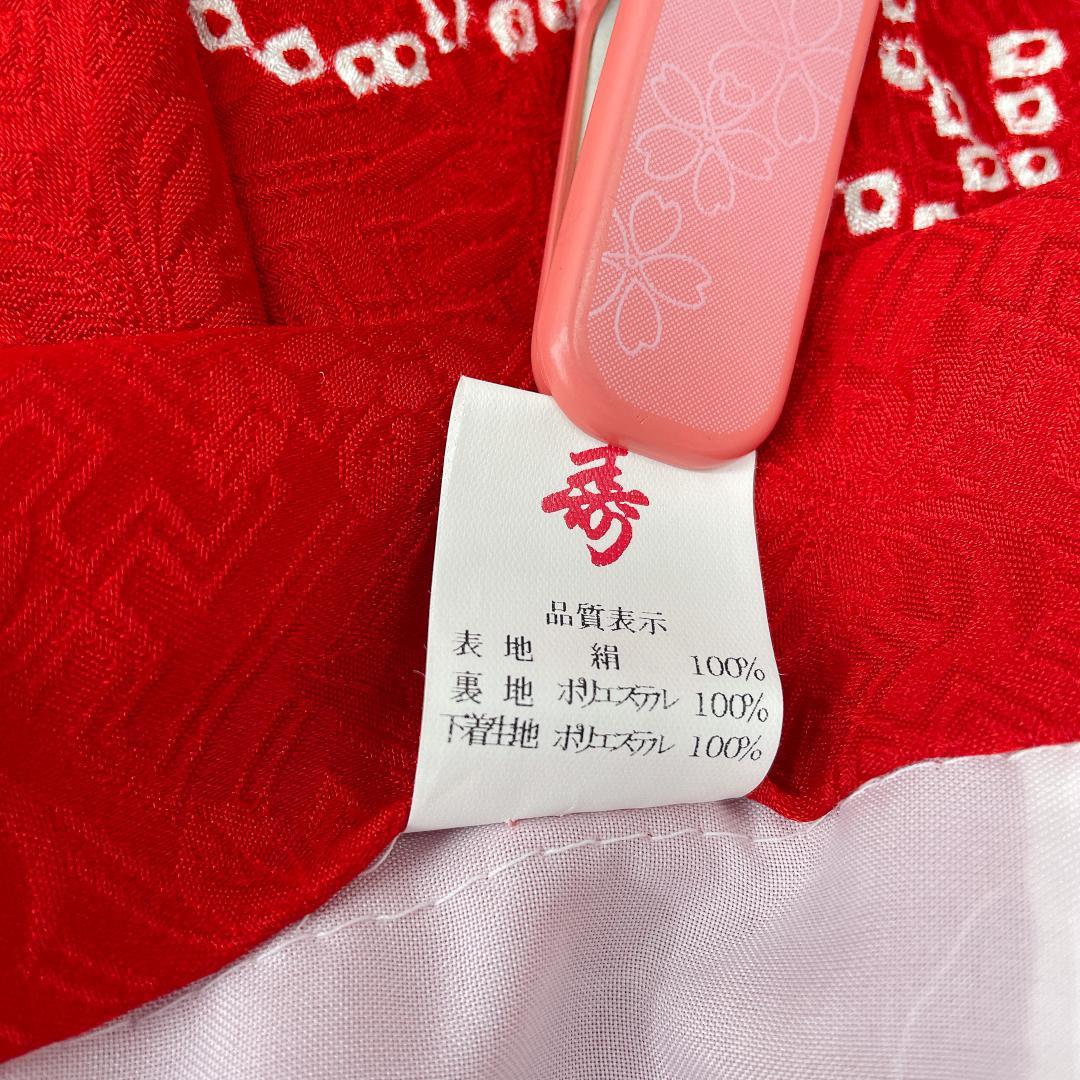 寿
品質表示
表地 絹 100%
裏地 ポリエステル 100%
下着生地 ポリエステル 100%